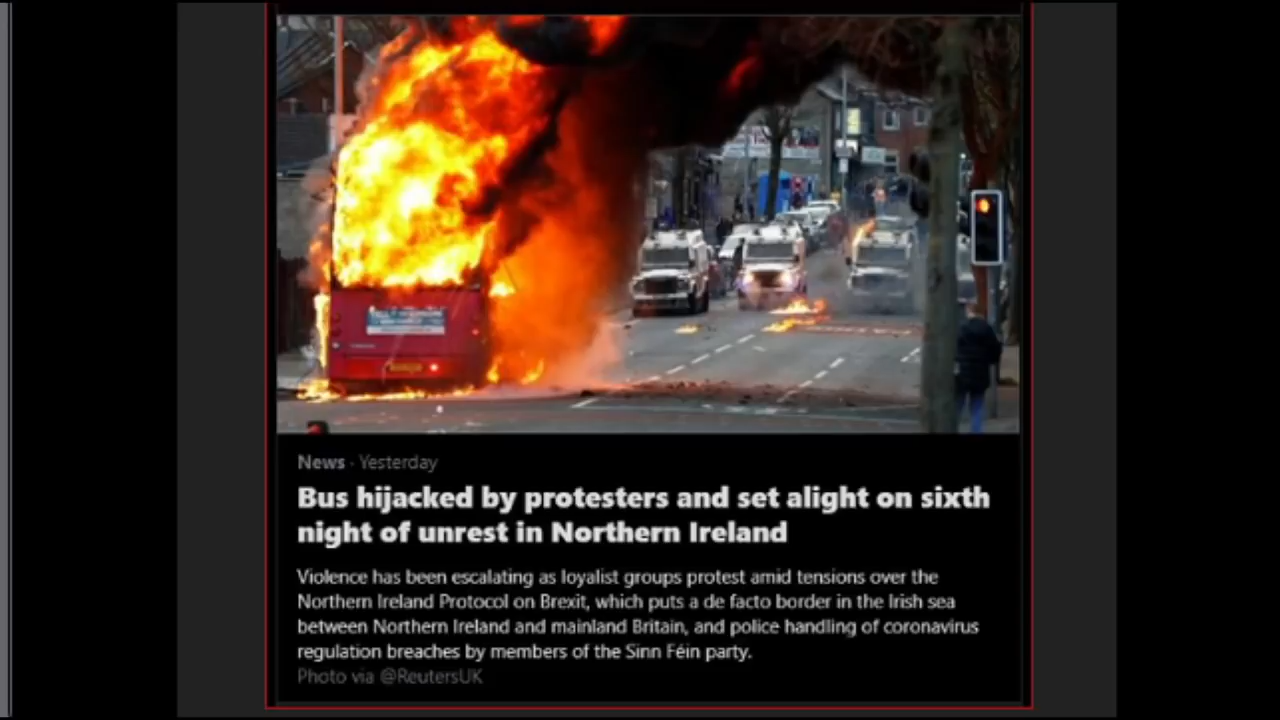 News · Yesterday
Bus hijacked by protesters and set alight on sixth
night of unrest in Northern Ireland
Violence has been escalating as loyalist groups protest amid tensions over the
Northern Ireland Protocol on Brexit, which puts a de facto border in the Irish sea
between Northern Ireland and mainland Britain, and police handling of coronavirus
regulation breaches by members of the Sinn Féin party.
Photo via @ReutersUK